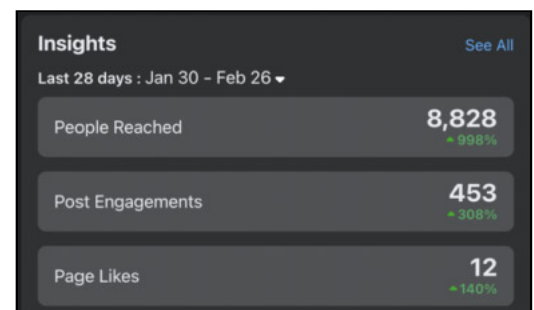 Insights See All
Last 28 days : Jan 30 - Feb 26
People Reached 8,828
998%
Post Engagements 453
308%
Page Likes 12
140%